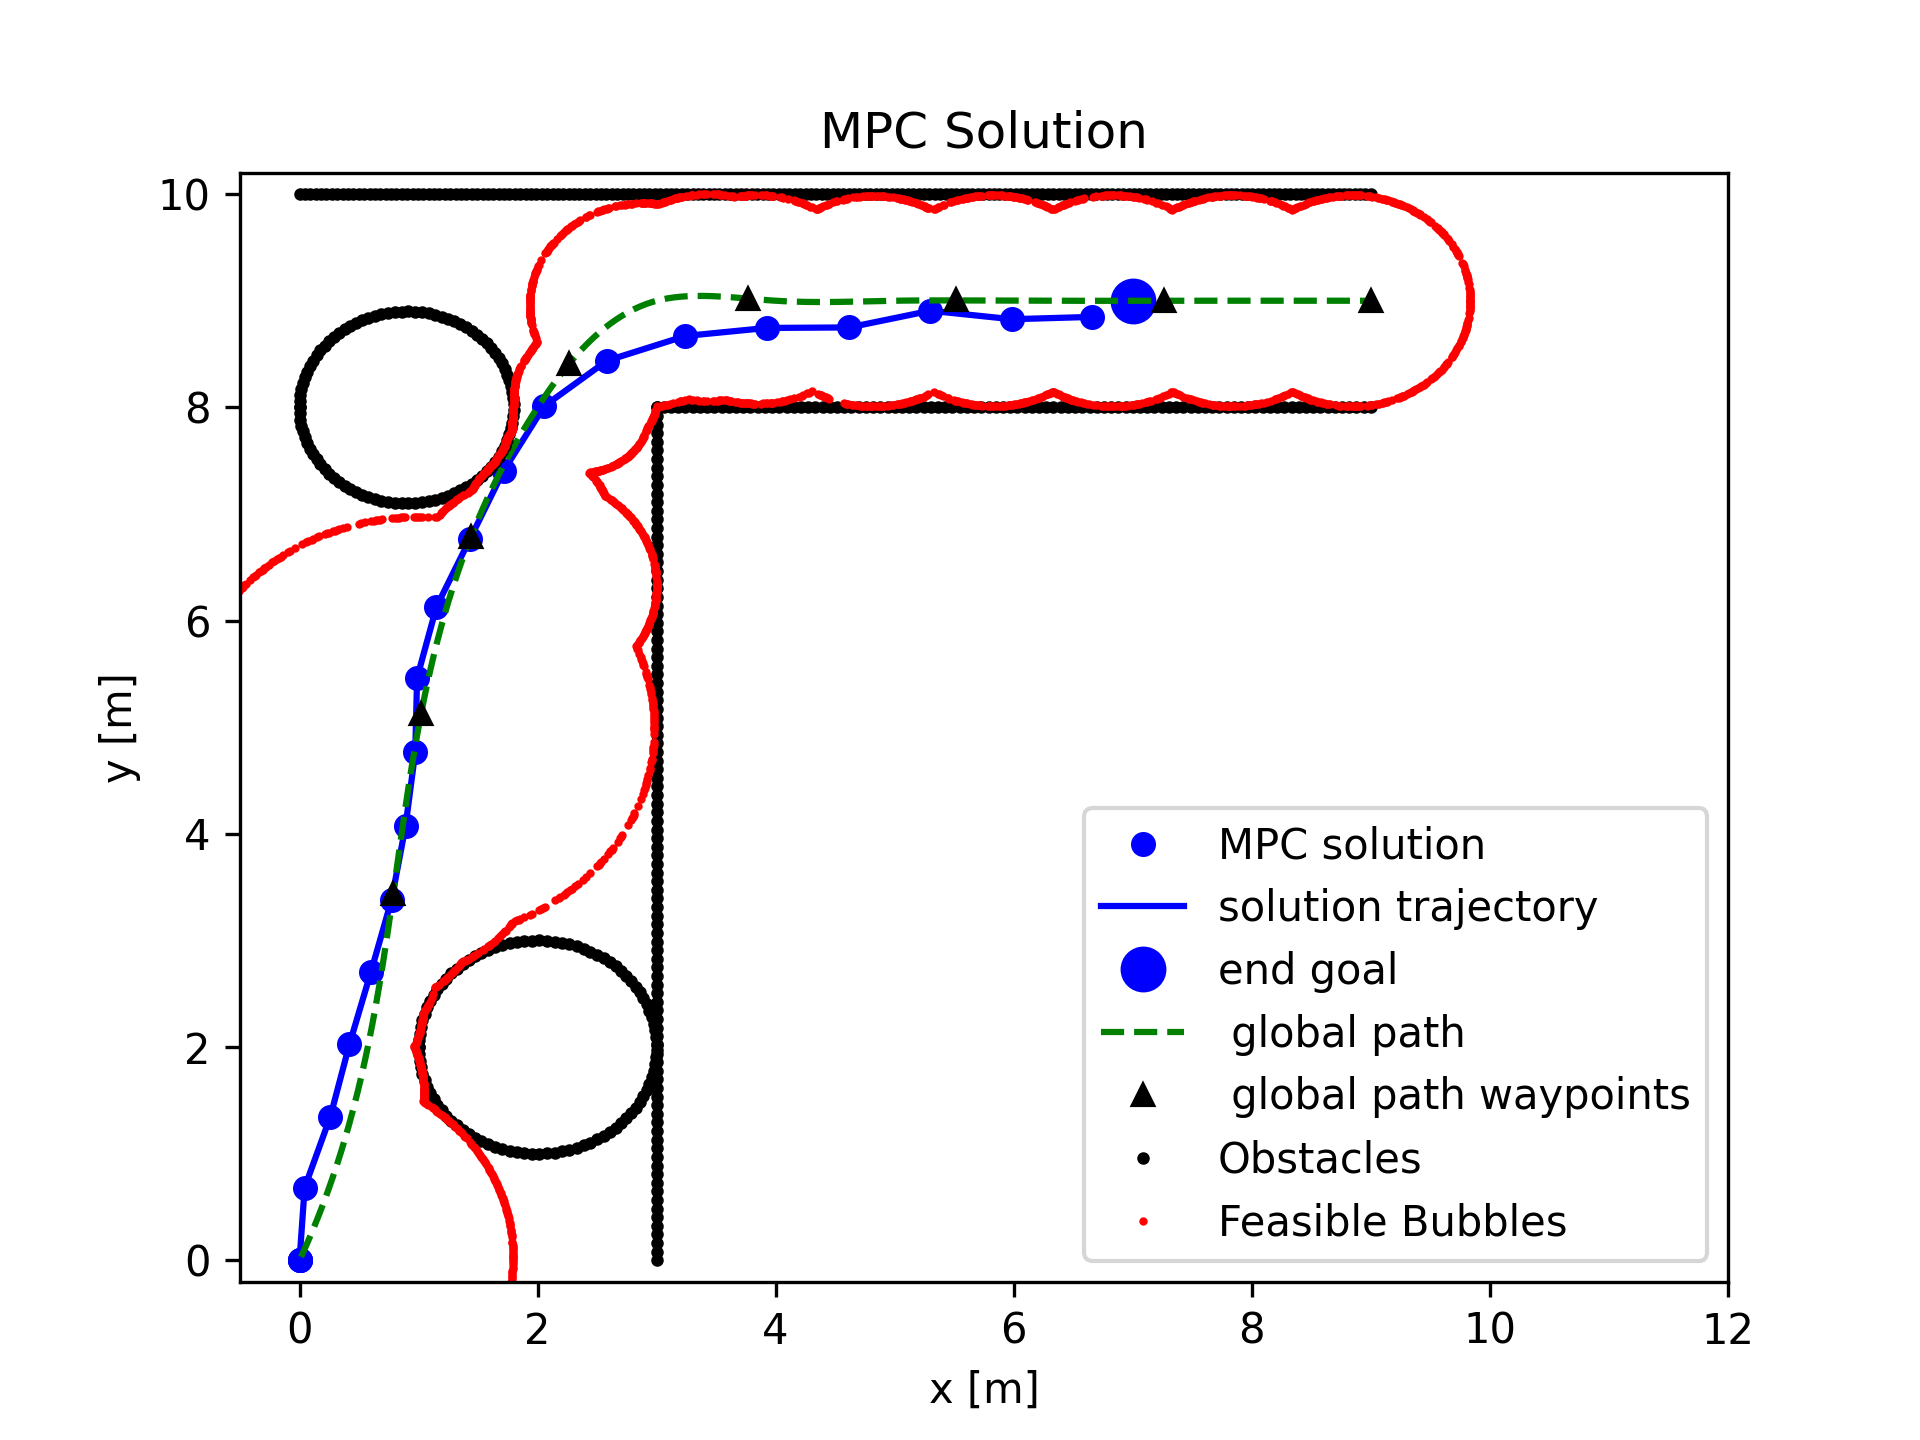 MPC Solution
10
8
6
4
2
0
y [m]
0 2 4 6 8 10 12
x [m]
MPC solution
solution trajectory
end goal
global path
global path waypoints
Obstacles
Feasible Bubbles